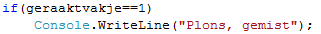 if(geraaktvakje==1)
    Console.WriteLine("Plons, gemist");